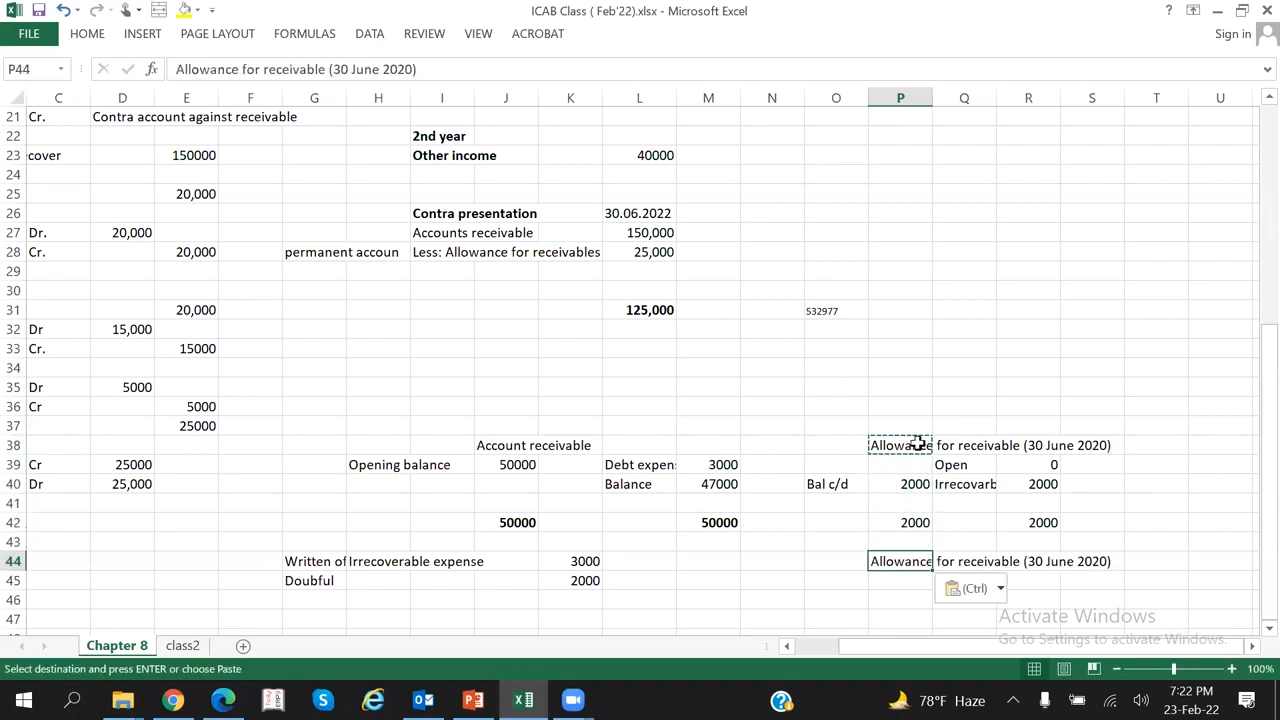 ICAB Class ( Feb'22).xlsx - Microsoft Excel
FILE HOME INSERT PAGE LAYOUT FORMULAS DATA REVIEW VIEW ACROBAT Sign in
P44 fx Allowance for receivable (30 June 2020)
C D E F G H I J K L M N O P Q R S T U
21 Cr. Contra account against receivable
22 2nd year
23 cover 150000 Other income 40000
24
25 20,000
26 Contra presentation 30.06.2022
27 Dr. 20,000 Accounts receivable 150,000
28 Cr. 20,000 permanent accoun Less: Allowance for receivables 25,000
29
30
31 20,000 125,000 532977
32 Dr 15,000
33 Cr. 15000
34
35 Dr 5000
36 Cr 5000
37 25000
38 Account receivable Allowance for receivable (30 June 2020)
39 Cr 25000 Opening balance 50000 Debt expen 3000 Open 0
40 Dr 25,000 Balance 47000 Bal c/d 2000 Irrecovarb 2000
41
42 50000 50000 2000 2000
43
44 Written of Irrecoverable expense 3000 Allowance for receivable (30 June 2020)
45 Doubful 2000
(Ctrl)
46
47
Activate Windows
Go to Settings to activate Windows.
Chapter 8 class2
Select destination and press ENTER or choose Paste 100%
78°F Haze 7:22 PM
23-Feb-22